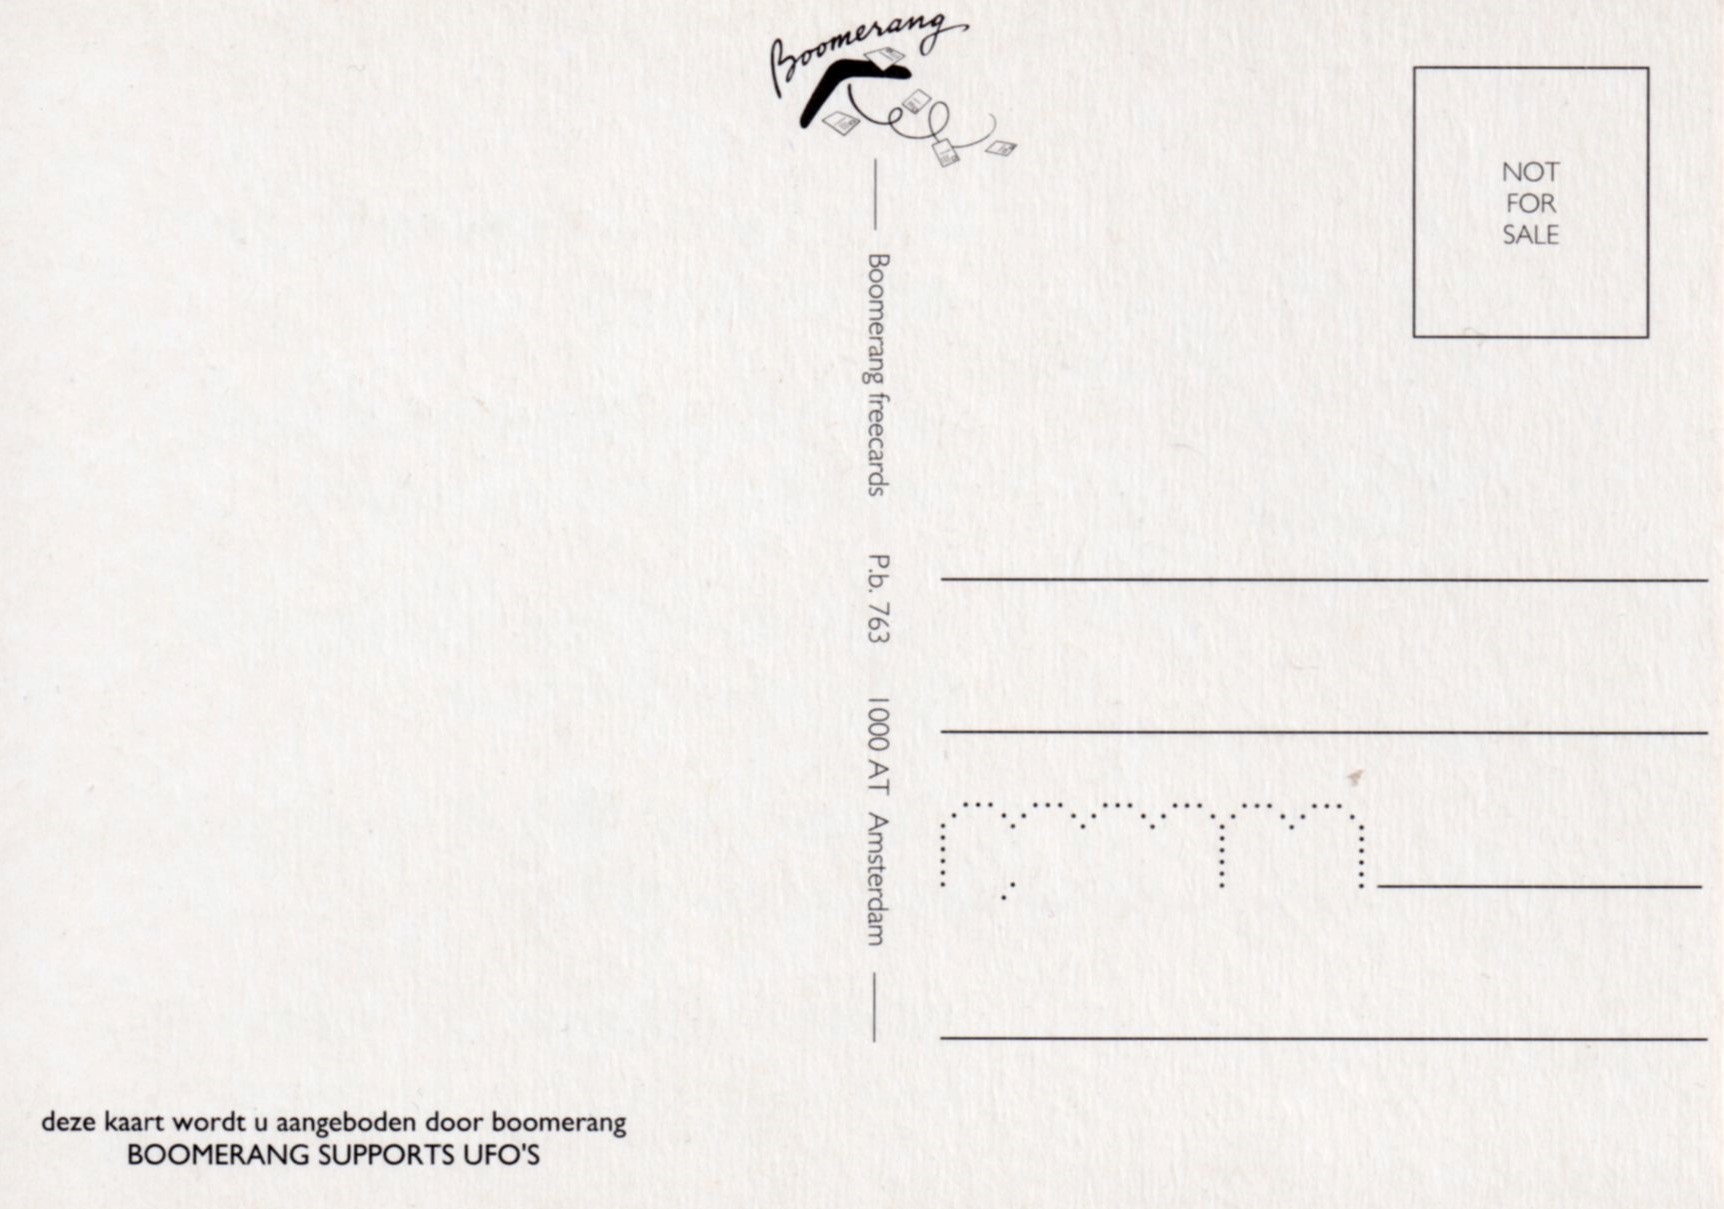 Boomerang
NOT
FOR
SALE
Boomerang freecards P.b. 763 1000 AT Amsterdam
deze kaart wordt u aangeboden door boomerang
BOOMERANG SUPPORTS UFO'S